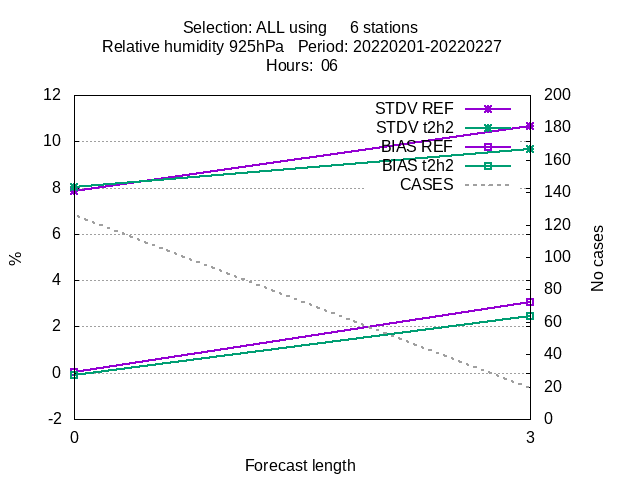 Selection: ALL using 6 stations
Relative humidity 925hPa Period: 20220201-20220227
Hours: 06
12
10
8
6
4
2
0
-2
%
200
180
160
140
120
100
80
60
40
20
0
No cases
STDV REF
STDV t2h2
BIAS REF
BIAS t2h2
CASES
0 3
Forecast length